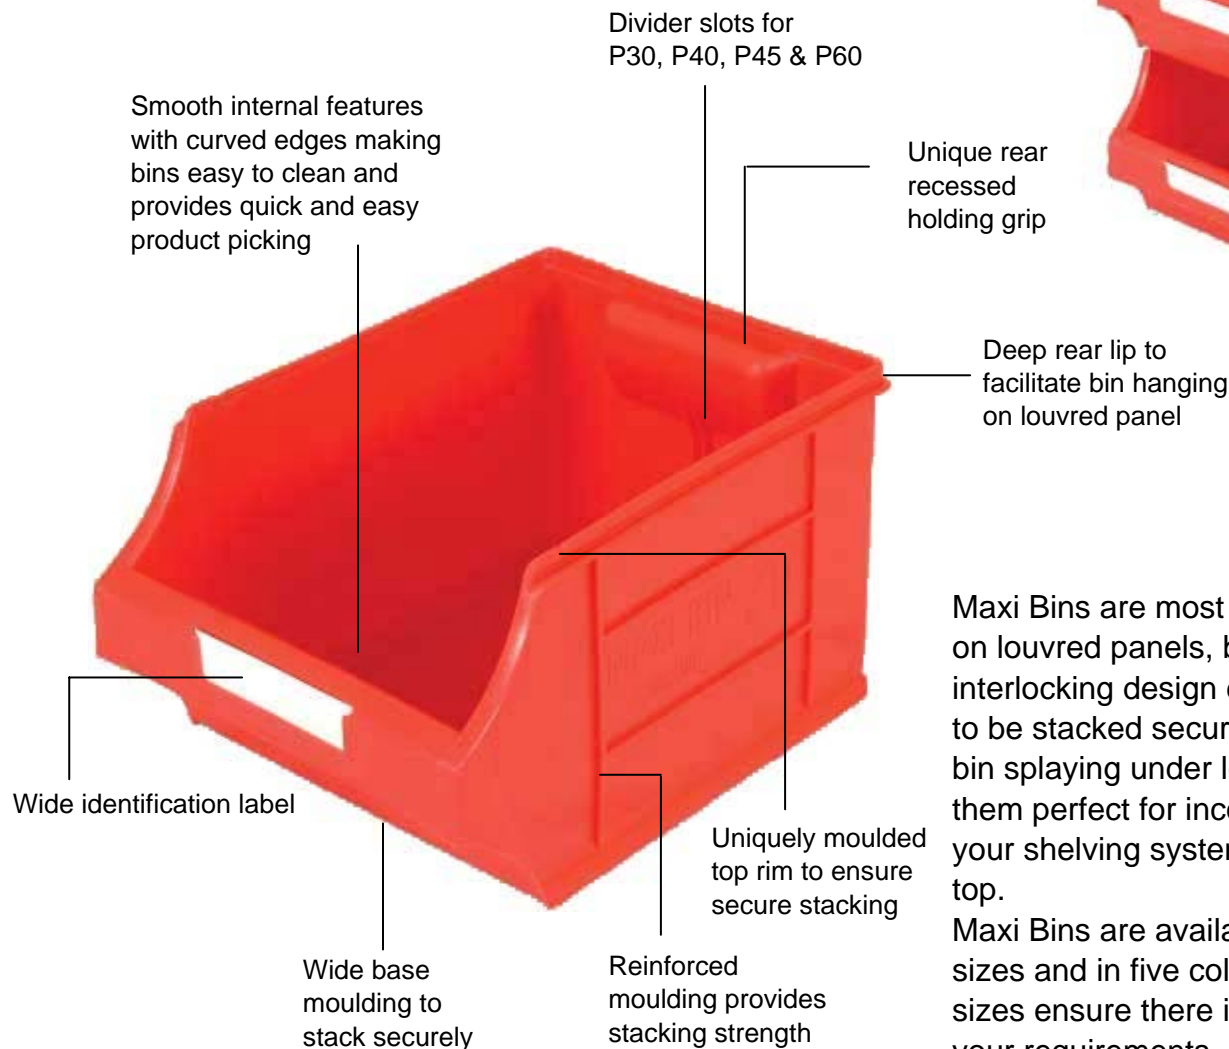 Divider slots for
P30, P40, P45 & P60
Smooth internal features
with curved edges making
bins easy to clean and
provides quick and easy
product picking
Unique rear
recessed
holding grip
Deep rear lip to
facilitate bin hanging
on louvred panel
Wide identification label
Uniquely moulded
top rim to ensure
secure stacking
Wide base
moulding to
stack securely
Reinforced
moulding provides
stacking strength
MAXI BIN
Maxi Bins are most
on louvred panels,
interlocking design
to be stacked secur
bin splaying under
them perfect for inc
your shelving syste
top.
Maxi Bins are availa
sizes and in five col
sizes ensure there i
your requirements